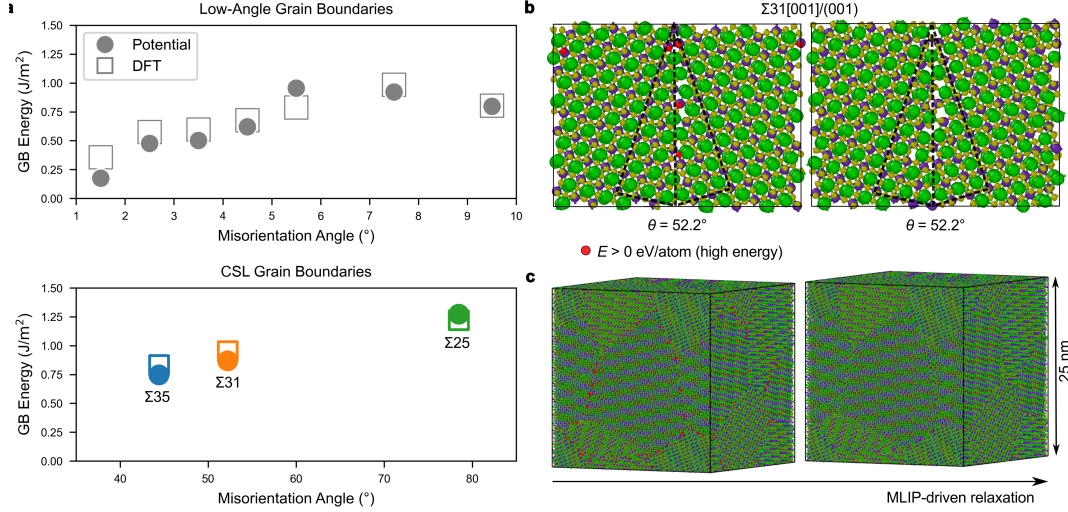 a
Low-Angle Grain Boundaries
1.50
1.25
1.00
0.75
0.50
0.25
0.00
GB Energy (J/m²)
Potential
DFT
1 2 3 4 5 6 7 8 9 10
Misorientation Angle (°)
CSL Grain Boundaries
1.50
1.25
1.00
0.75
0.50
0.25
0.00
GB Energy (J/m²)
Σ35
Σ31
Σ25
40 50 60 70 80
Misorientation Angle (°)
b
Σ31[001]/(001)
θ = 52.2°
θ = 52.2°
E > 0 eV/atom (high energy)
c
25 nm
MLIP-driven relaxation